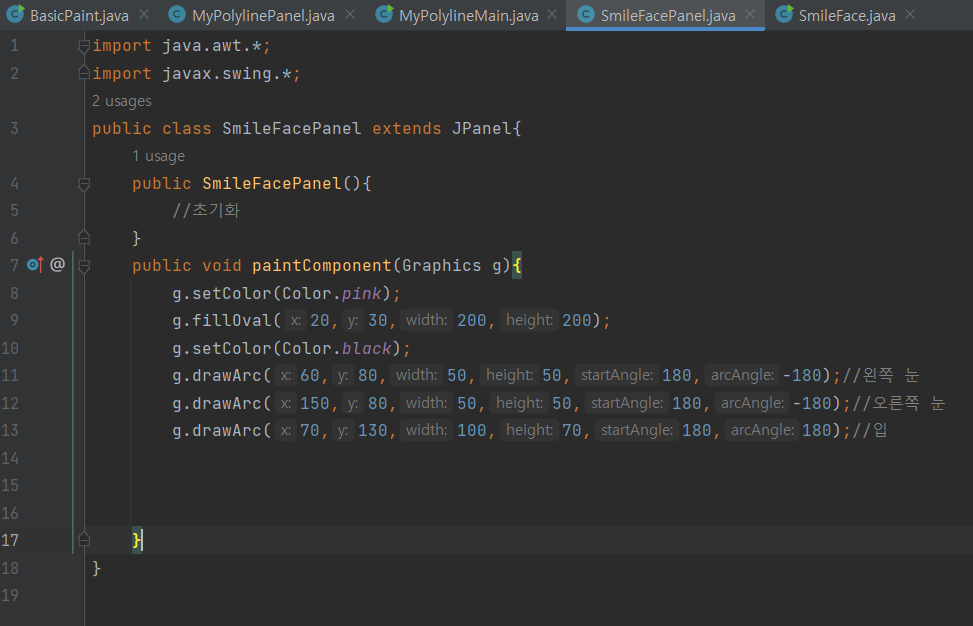 BasicPaint.java MyPolylinePanel.java MyPolylineMain.java SmileFacePanel.java SmileFace.java
1 import java.awt.*;
2 import javax.swing.*;
2 usages
3 public class SmileFacePanel extends JPanel{
1 usage
4 public SmileFacePanel(){
5 //초기화
6 }
7 @ public void paintComponent(Graphics g){
8 g.setColor(Color.pink);
9 g.fillOval( x: 20, y: 30, width: 200, height: 200);
10 g.setColor(Color.black);
11 g.drawArc( x: 60, y: 80, width: 50, height: 50, startAngle: 180, arcAngle: -180);//왼쪽 눈
12 g.drawArc( x: 150, y: 80, width: 50, height: 50, startAngle: 180, arcAngle: -180);//오른쪽 눈
13 g.drawArc( x: 70, y: 130, width: 100, height: 70, startAngle: 180, arcAngle: 180);//입
14
15
16
17 }
18 }
19